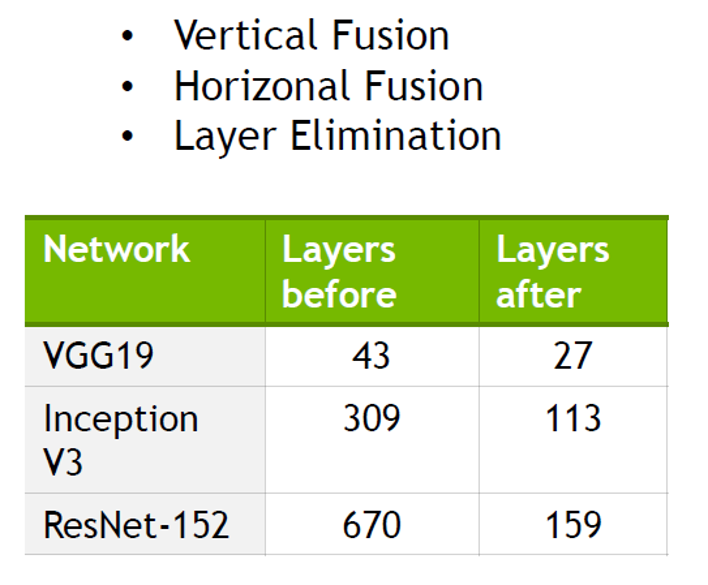 • Vertical Fusion
• Horizonal Fusion
• Layer Elimination
Network Layers before Layers after
VGG19 43 27
Inception V3 309 113
ResNet-152 670 159